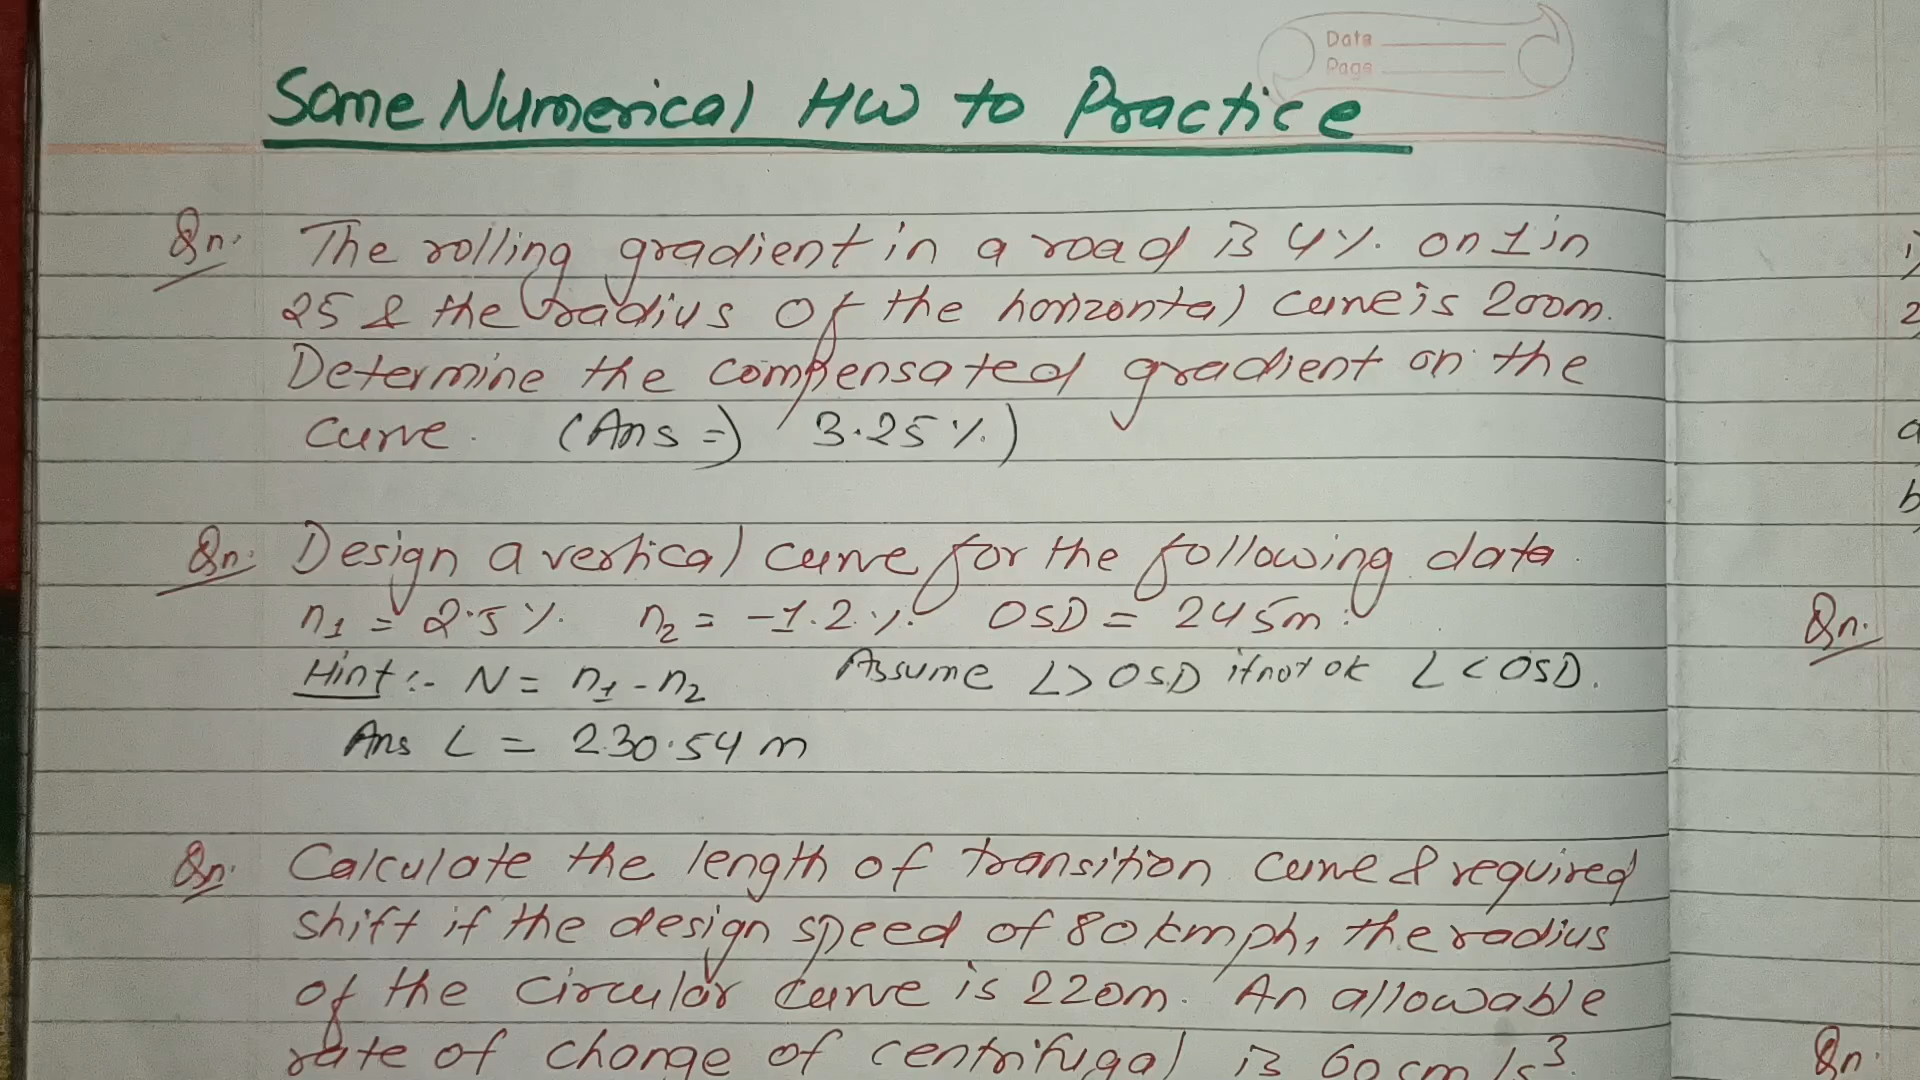 Date
Page
Some Numerical HW to Practice
Qn. The rolling gradient in a road is 4%. on 1 in
25 & the radius of the horizontal curve is 200m.
Determine the compensated gradient on the
curve. (Ans => 3.25%.)
Qn. Design a vertical curve for the following data.
n1 = 2.5%. n2 = -1.2%. OSD = 245m.
Hint:- N = n1 - n2 Assume L > OSD if not ok L < OSD.
Ans L = 230.54 m
Qn. Calculate the length of transition curve & required
shift if the design speed of 80 kmph, the radius
of the circular curve is 220m. An allowable
rate of change of centrifugal is 60 cm/s³.
1)
2
a
b
Qn.
Qn.